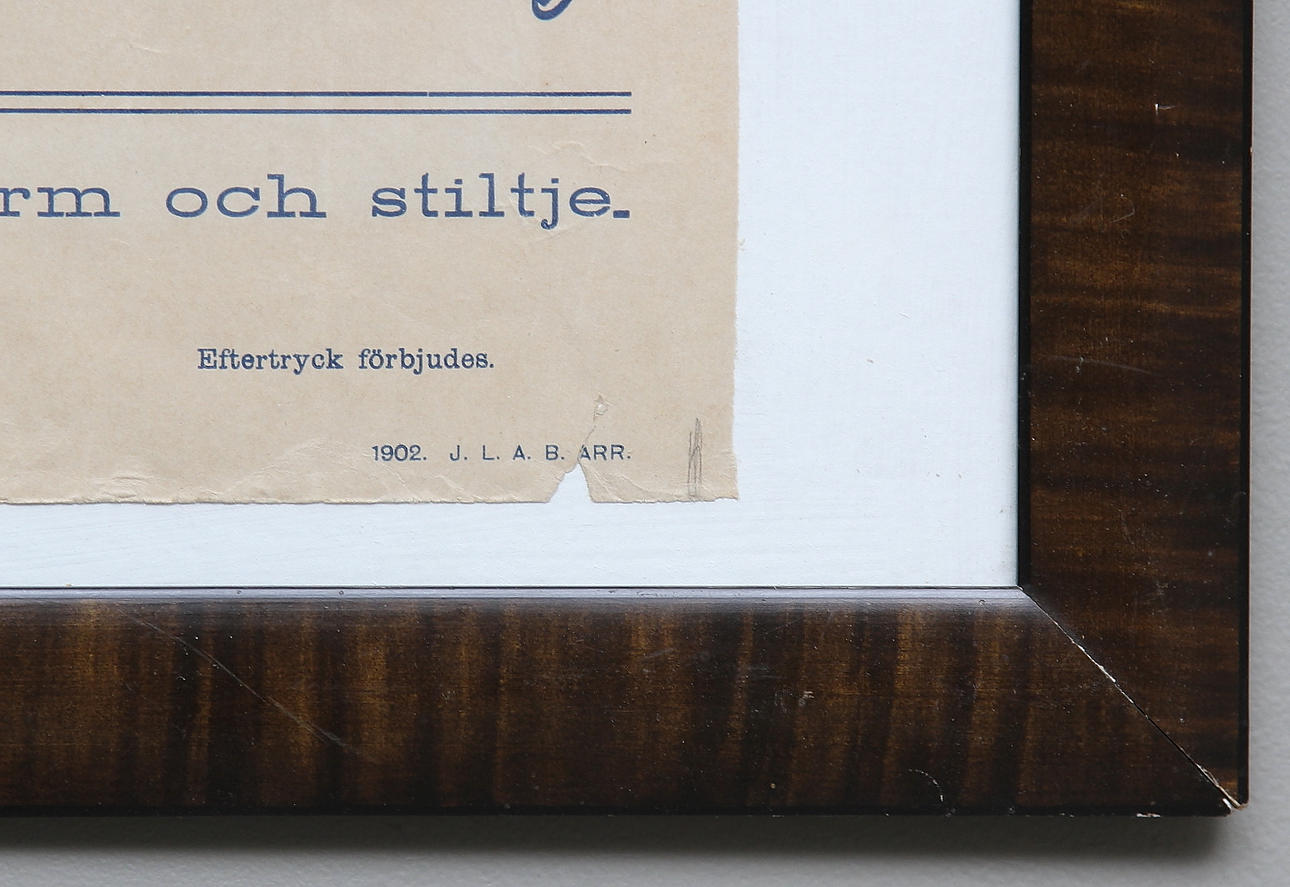 rm och stiltje.
Eftertryck förbjudes.
1902. J. L. A. B. ARR.